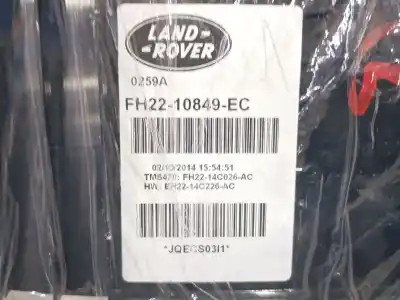 LAND-
-ROVER
0259A
FH22-10849-EC
02/10/2014 15:54:51
TMS470: FH22-14C026-AC
HW: EH22-14C226-AC
*JQECS03I1*